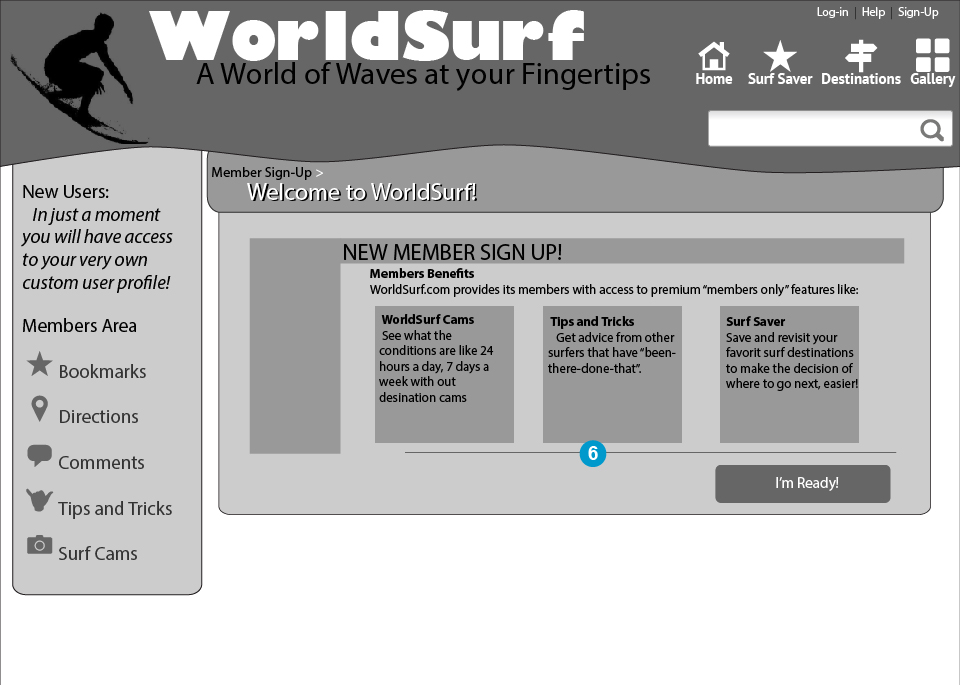 Log-in | Help | Sign-Up
WorldSurf
A World of Waves at your Fingertips
Home
Surf Saver
Destinations
Gallery
Member Sign-Up >
Welcome to WorldSurf!
New Users:
In just a moment
you will have access
to your very own
custom user profile!
Members Area
Bookmarks
Directions
Comments
Tips and Tricks
Surf Cams
NEW MEMBER SIGN UP!
Members Benefits
WorldSurf.com provides its members with access to premium “members only” features like:
WorldSurf Cams
See what the
conditions are like 24
hours a day, 7 days a
week with out
desination cams
Tips and Tricks
Get advice from other
surfers that have “been-
there-done-that”.
Surf Saver
Save and revisit your
favorit surf destinations
to make the decision of
where to go next, easier!
6
I’m Ready!